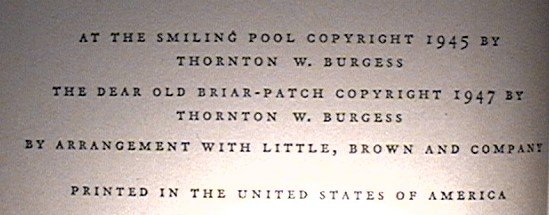 AT THE SMILING POOL COPYRIGHT 1945 BY
THORNTON W. BURGESS
THE DEAR OLD BRIAR-PATCH COPYRIGHT 1947 BY
THORNTON W. BURGESS
BY ARRANGEMENT WITH LITTLE, BROWN AND COMPANY
PRINTED IN THE UNITED STATES OF AMERICA